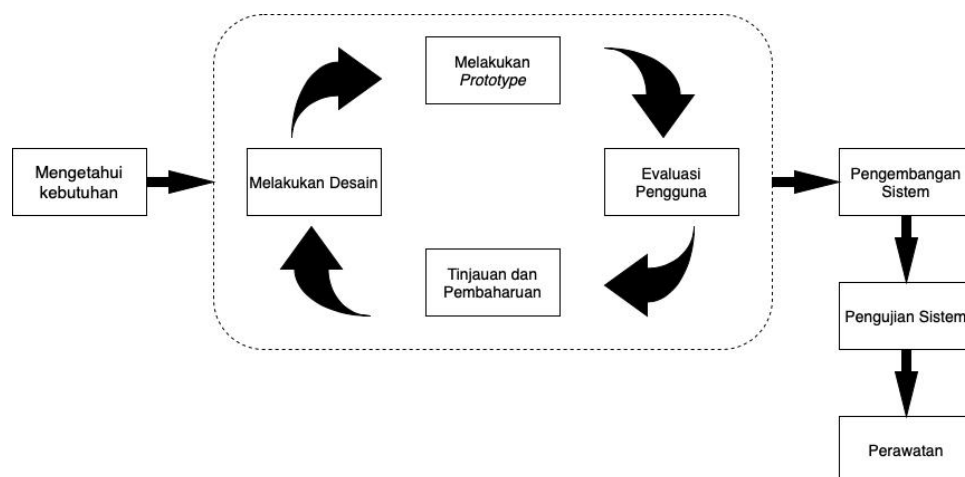 Mengetahui
kebutuhan
Melakukan Desain
Melakukan
Prototype
Evaluasi
Pengguna
Tinjauan dan
Pembaharuan
Pengembangan
Sistem
Pengujian Sistem
Perawatan